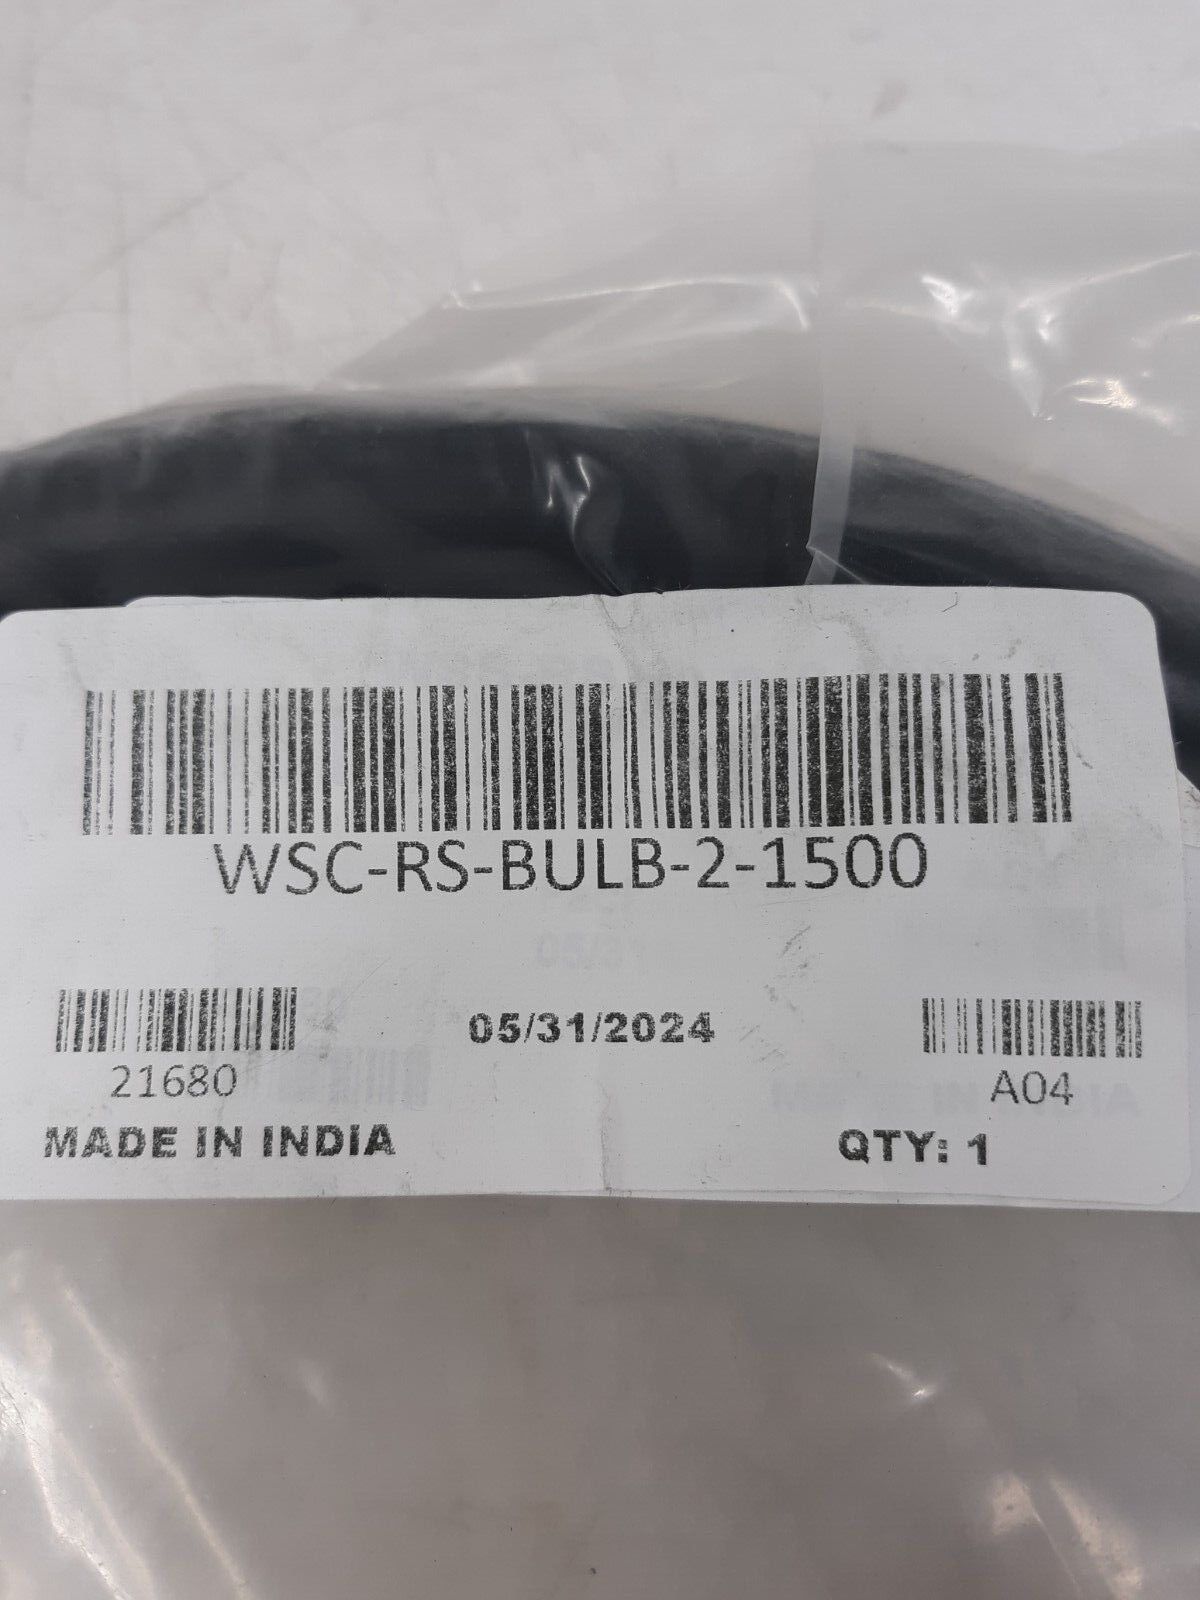 WSC-RS-BULB-2-1500
21680
05/31/2024
A04
MADE IN INDIA
QTY: 1